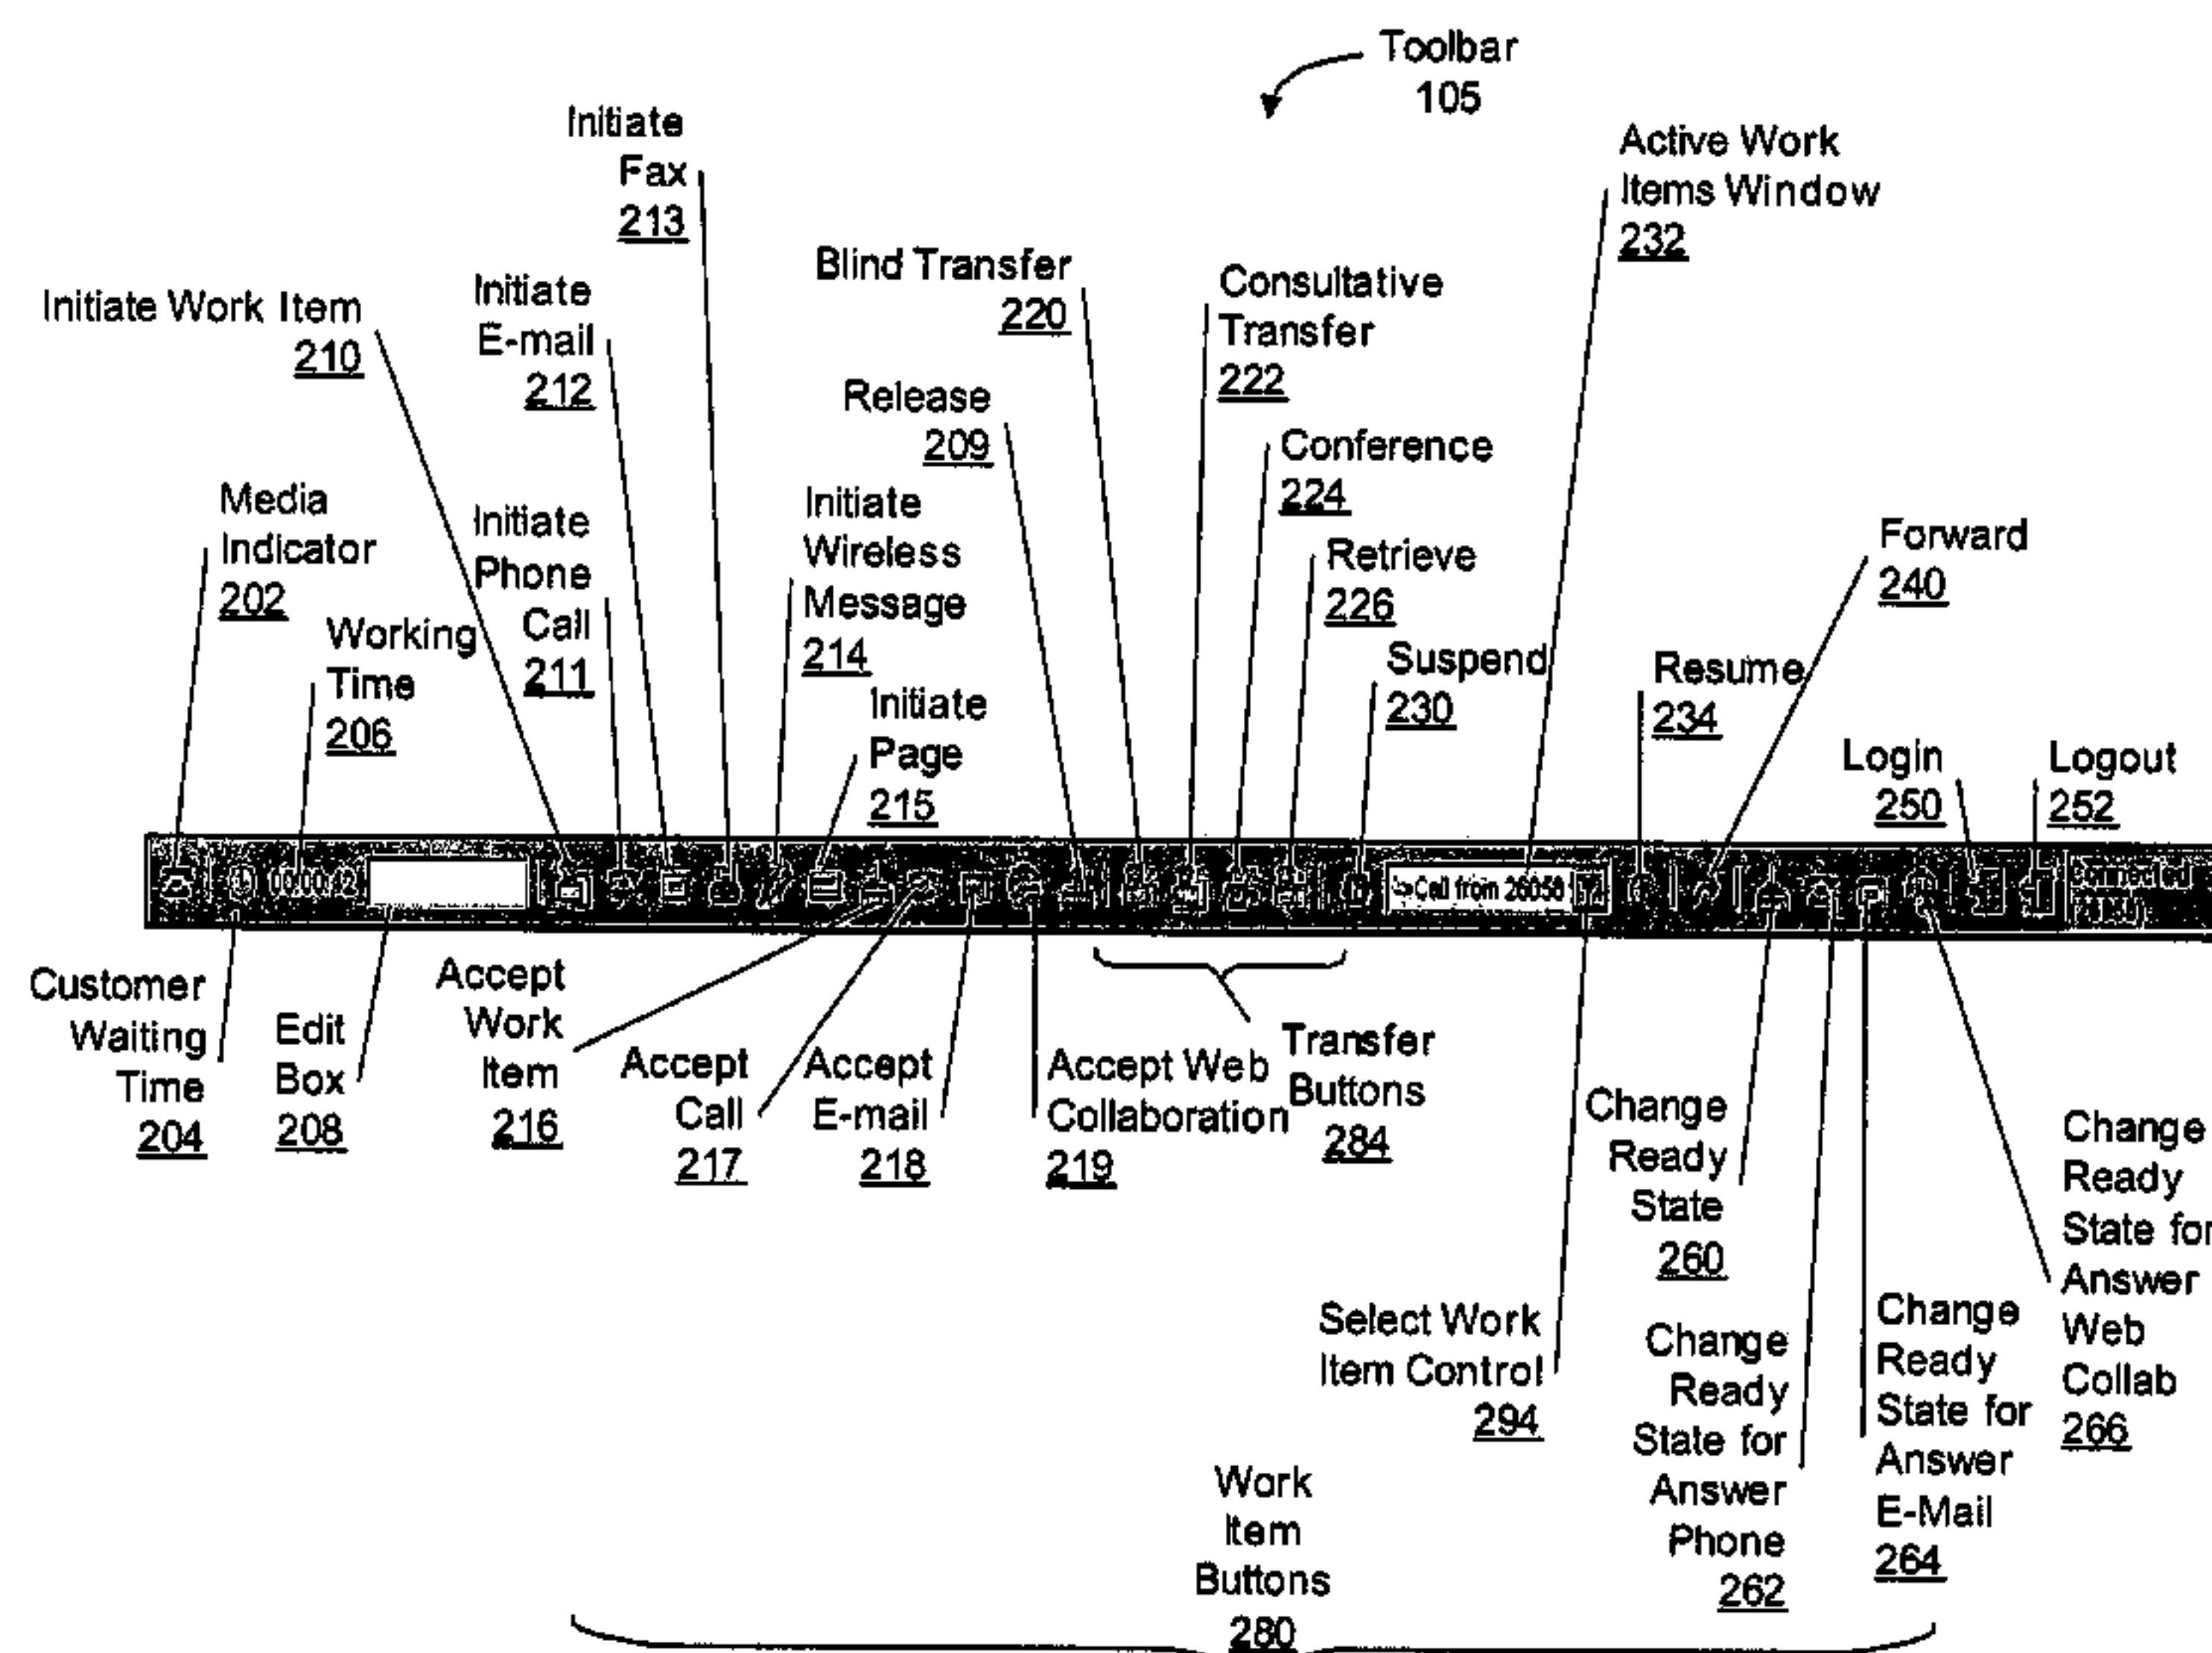 Toolbar
105
Initiate
Fax
213
Active Work
Items Window
232
Initiate Work Item
210
Initiate
E-mail
212
Blind Transfer
220
Consultative
Transfer
222
Release
209
Conference
224
Media
Indicator
202
Initiate
Phone
Call
211
Initiate
Wireless
Message
214
Retrieve
226
Forward
240
Working
Time
206
Initiate
Page
215
Suspend
230
Resume
234
Login
250
Logout
252
00:00:42
Call from 26058
Connected
Customer
Waiting
Time
204
Edit
Box
208
Accept
Work
Item
216
Accept
Call
217
Accept
E-mail
218
Accept Web
Collaboration
219
Transfer
Buttons
284
Select Work
Item Control
294
Change
Ready
State
260
Change
Ready
State for
Answer
Phone
262
Change
Ready
State for
Answer
E-Mail
264
Change
Ready
State for
Answer
Web
Collab
266
Work
Item
Buttons
280